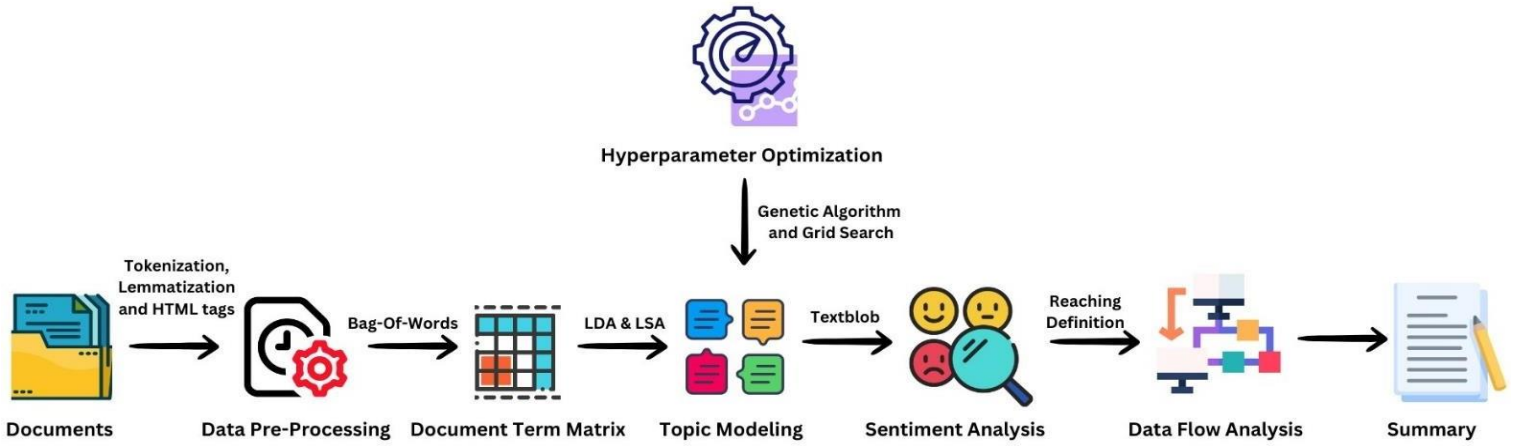 Hyperparameter Optimization
Genetic Algorithm
and Grid Search
Tokenization,
Lemmatization
and HTML tags
Bag-Of-Words
LDA & LSA
Textblob
Reaching
Definition
Documents
Data Pre-Processing
Document Term Matrix
Topic Modeling
Sentiment Analysis
Data Flow Analysis
Summary